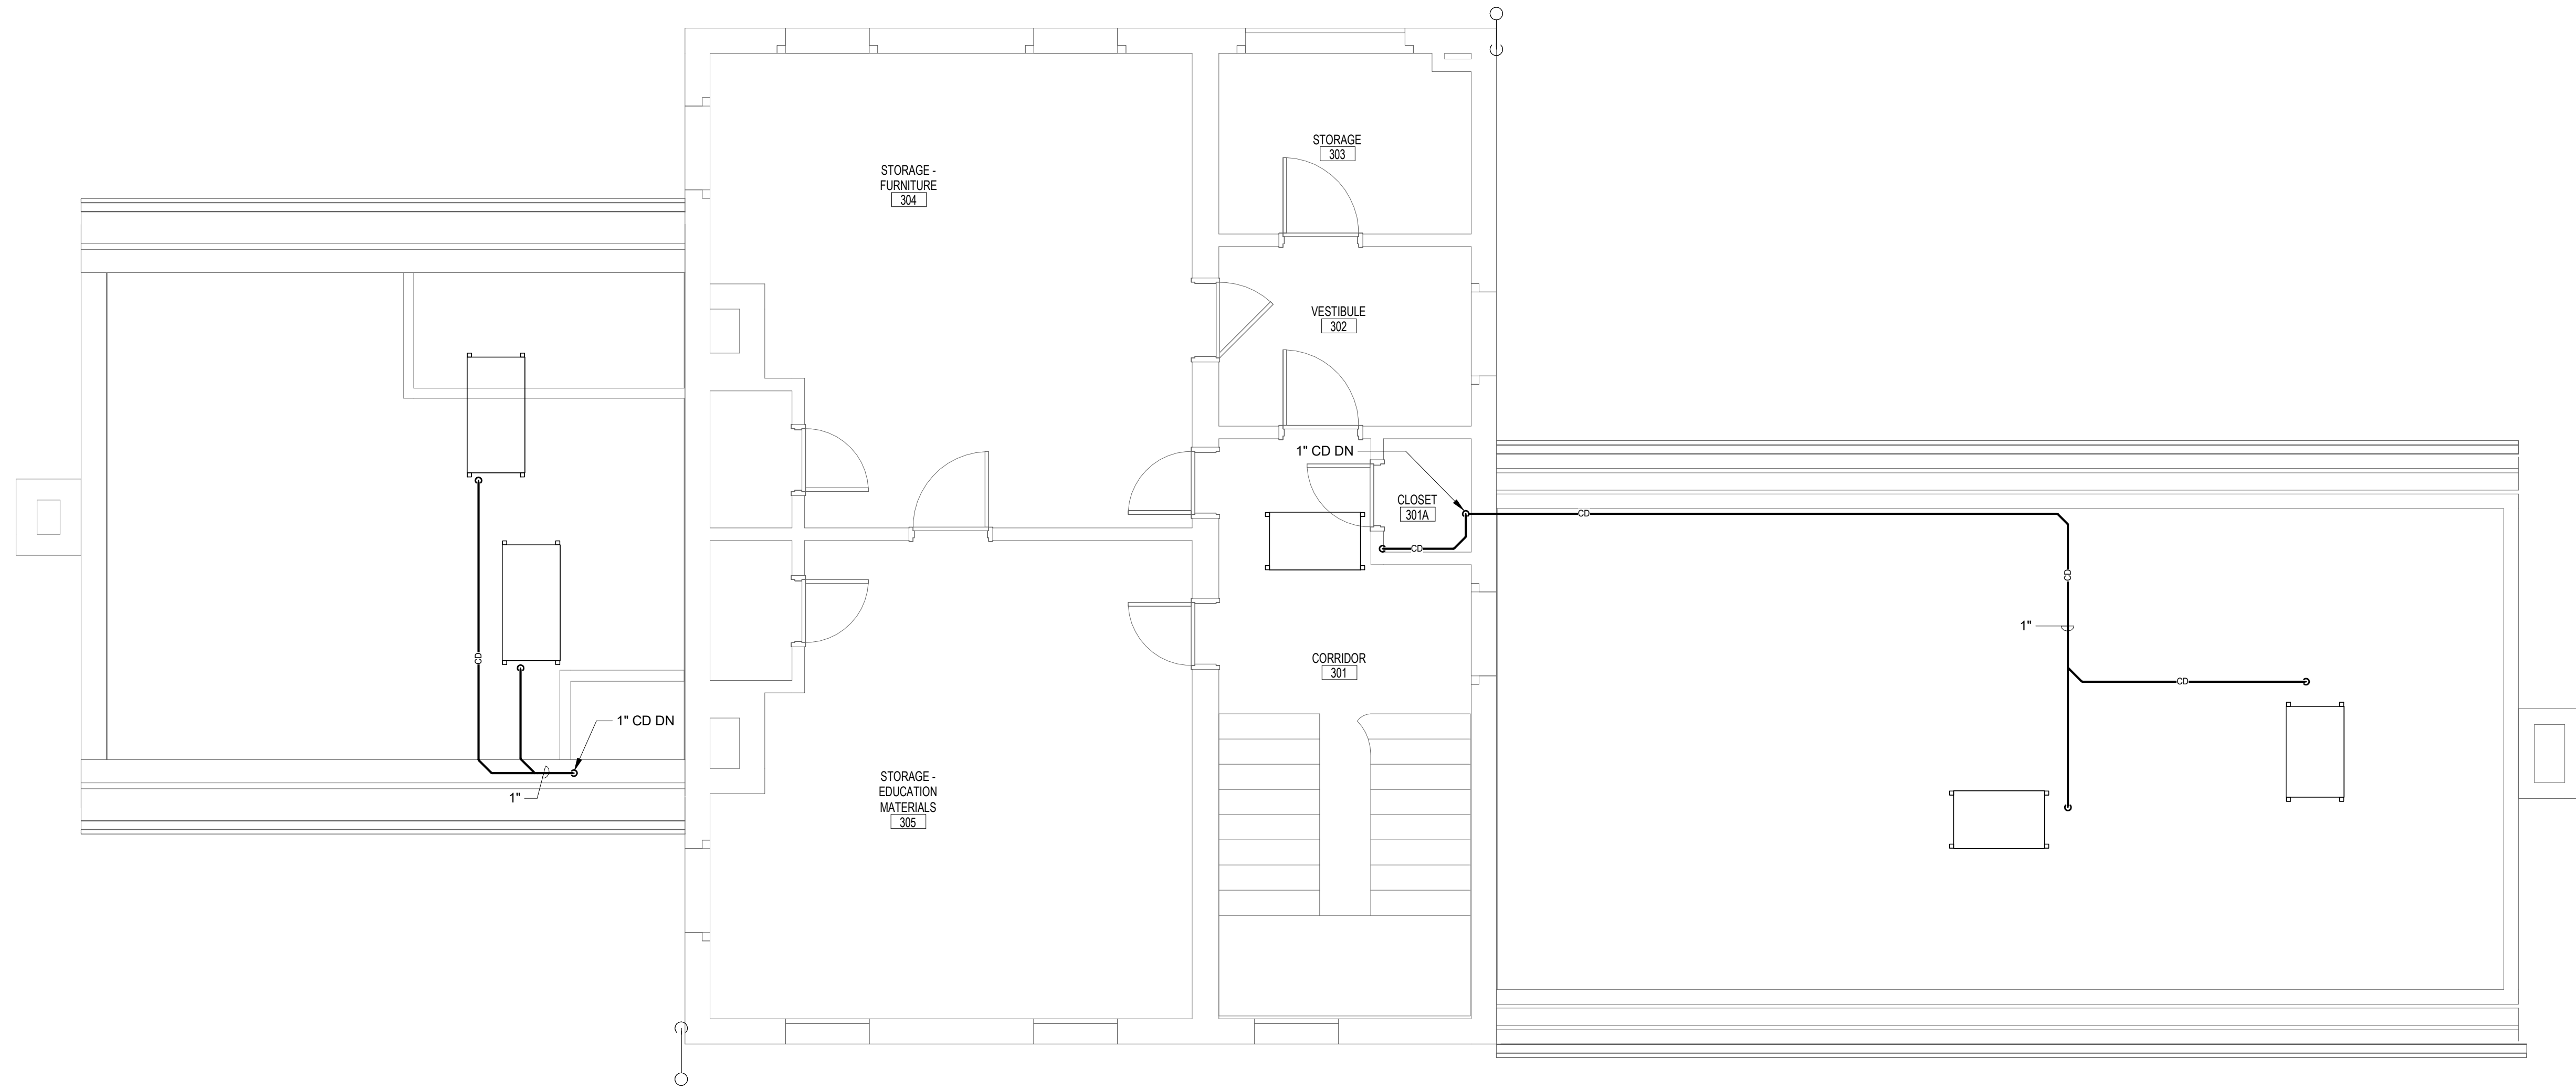 STORAGE
303
STORAGE -
FURNITURE
304
VESTIBULE
302
1" CD DN
CLOSET
301A
CD
CD
CD
1"
CORRIDOR
301
CD
CD
1" CD DN
1"
STORAGE -
EDUCATION
MATERIALS
305